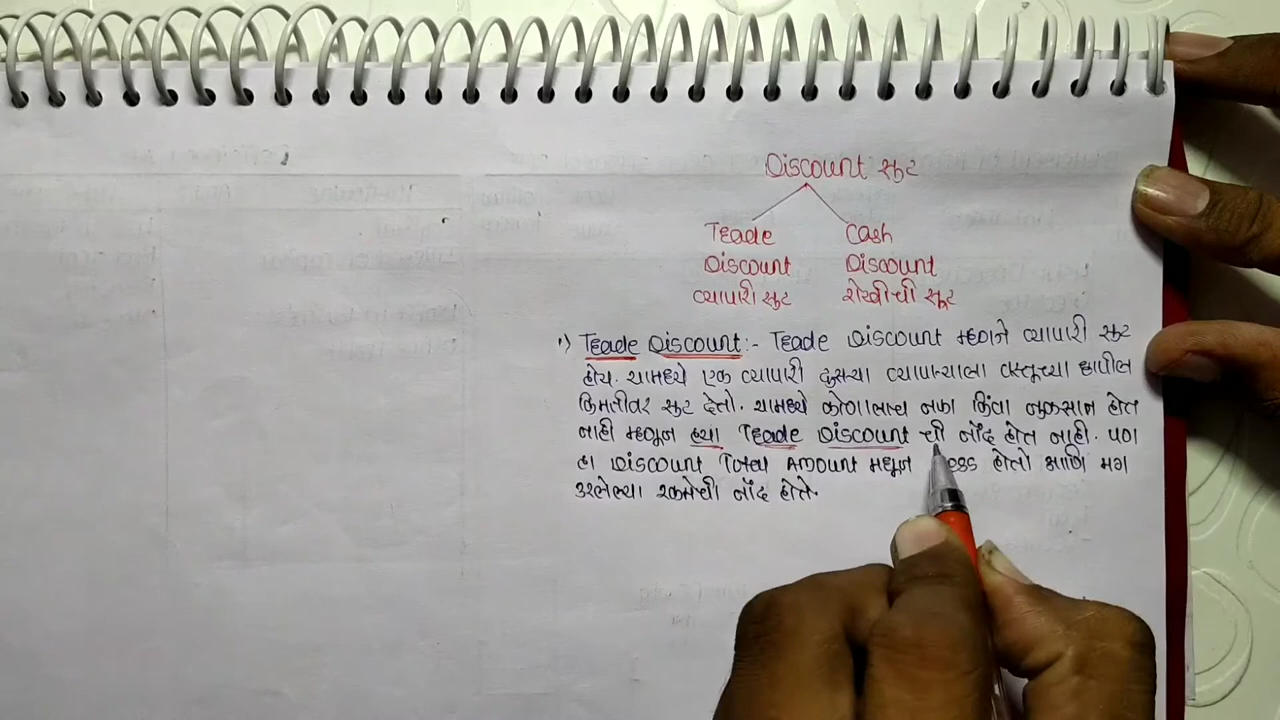 Discount सूट
Trade Cash
Discount Discount
व्यापारी सूट रोखीची सूट
1) Trade Discount:- Trade Discount म्हणजे व्यापारी सूट
होय. यामध्ये एक व्यापारी दुसऱ्या व्यापाऱ्याला वस्तूच्या छापील
किंमतीवर सूट देतो. यामध्ये कोणालाच नफा किंवा नुकसान होत
नाही म्हणून ह्या Trade Discount ची नोंद होत नाही. पण
हा Discount Total Amount मधून होतो आणि मग
उरलेल्या रकमेची नोंद होते.